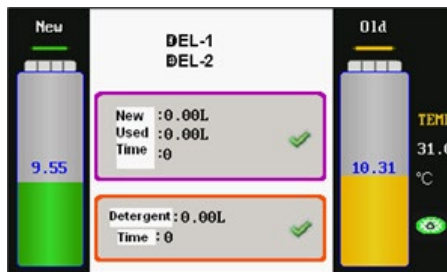 New
DEL-1
DEL-2
Old
New :0.00L
Used :0.00L
Time :0
9.55
10.31
31.
°C
Detergent:0.00L
Time :0